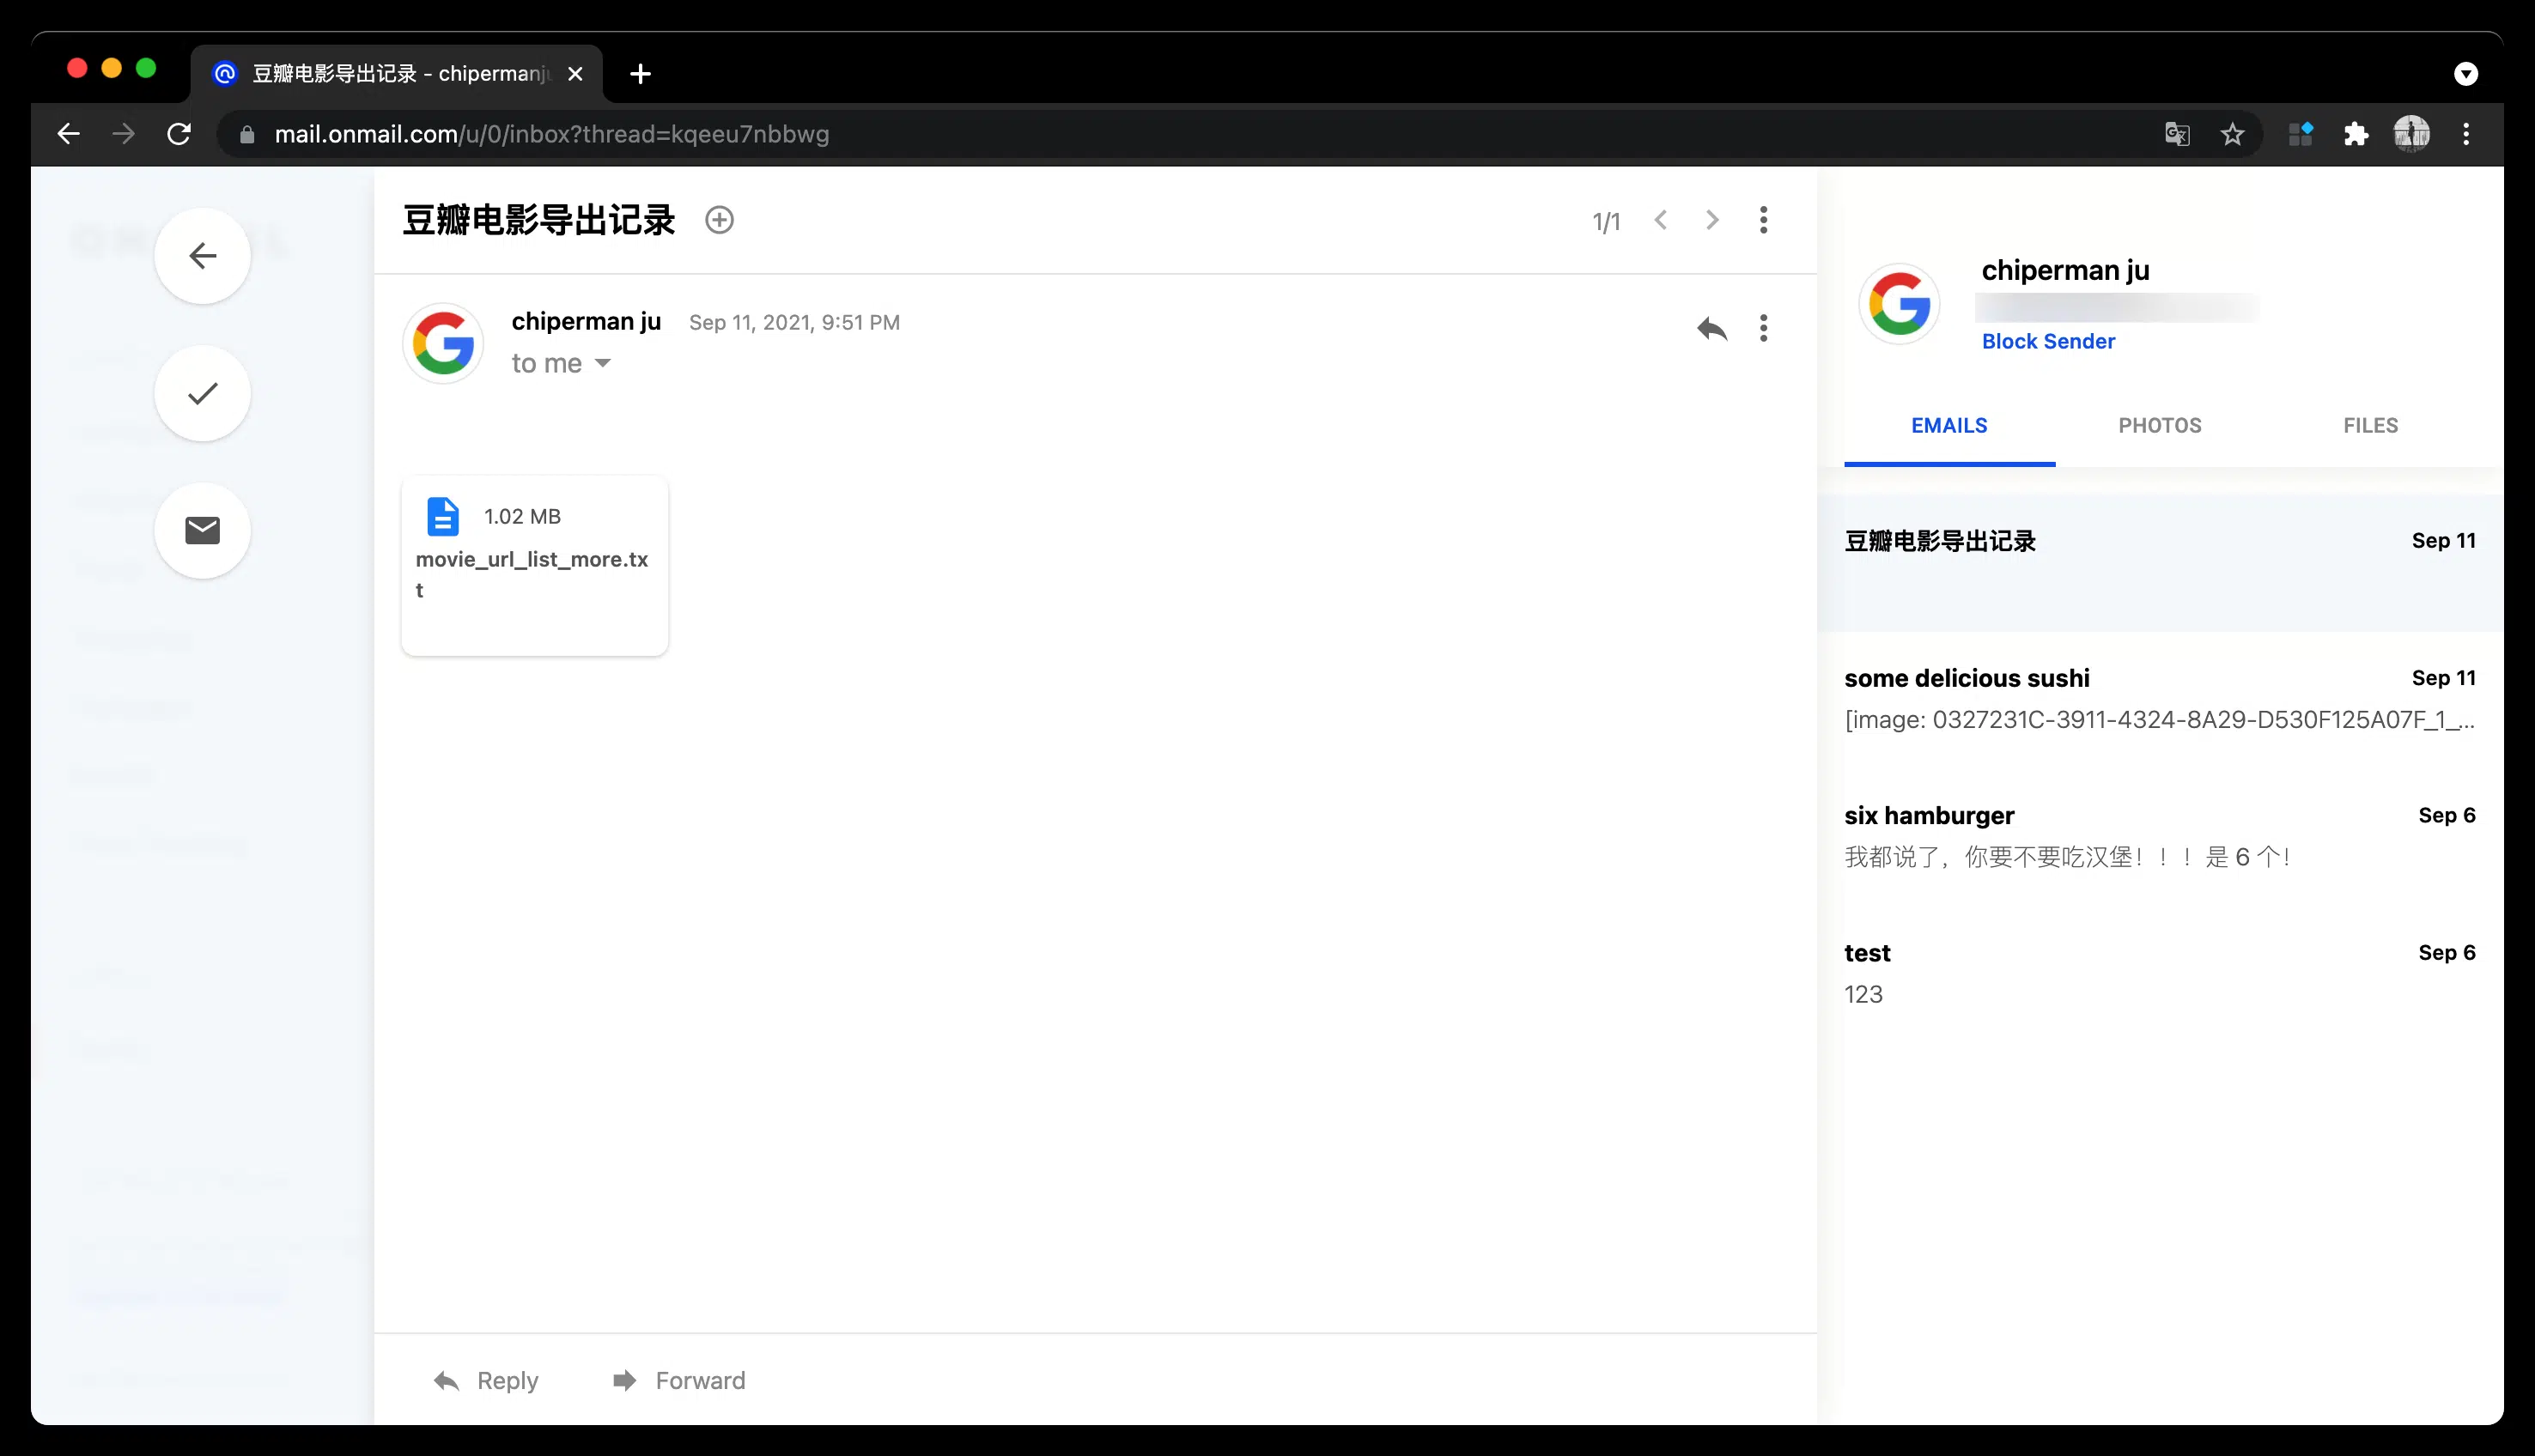 豆瓣电影导出记录 - chipermanju
mail.onmail.com/u/0/inbox?thread=kqeeu7nbbwg
豆瓣电影导出记录
1/1
chiperman ju Sep 11, 2021, 9:51 PM
to me
1.02 MB
movie_url_list_more.tx
t
Reply
Forward
chiperman ju
Block Sender
EMAILS
PHOTOS
FILES
豆瓣电影导出记录 Sep 11
some delicious sushi Sep 11
[image: 0327231C-3911-4324-8A29-D530F125A07F_1_...
six hamburger Sep 6
我都说了，你要不要吃汉堡！！！是 6 个！
test Sep 6
123